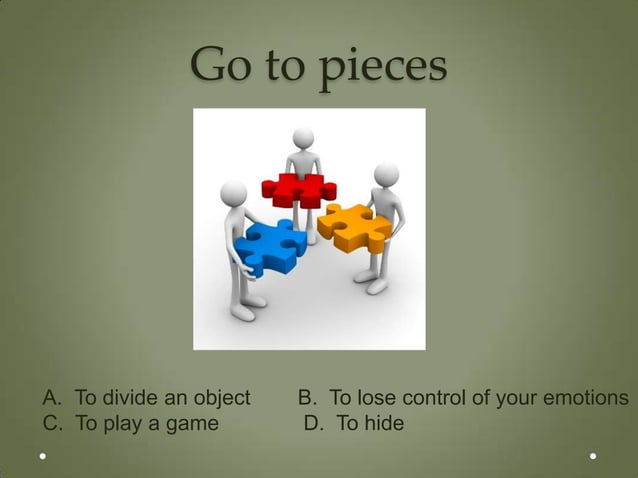 Go to pieces
A. To divide an object B. To lose control of your emotions
C. To play a game D. To hide